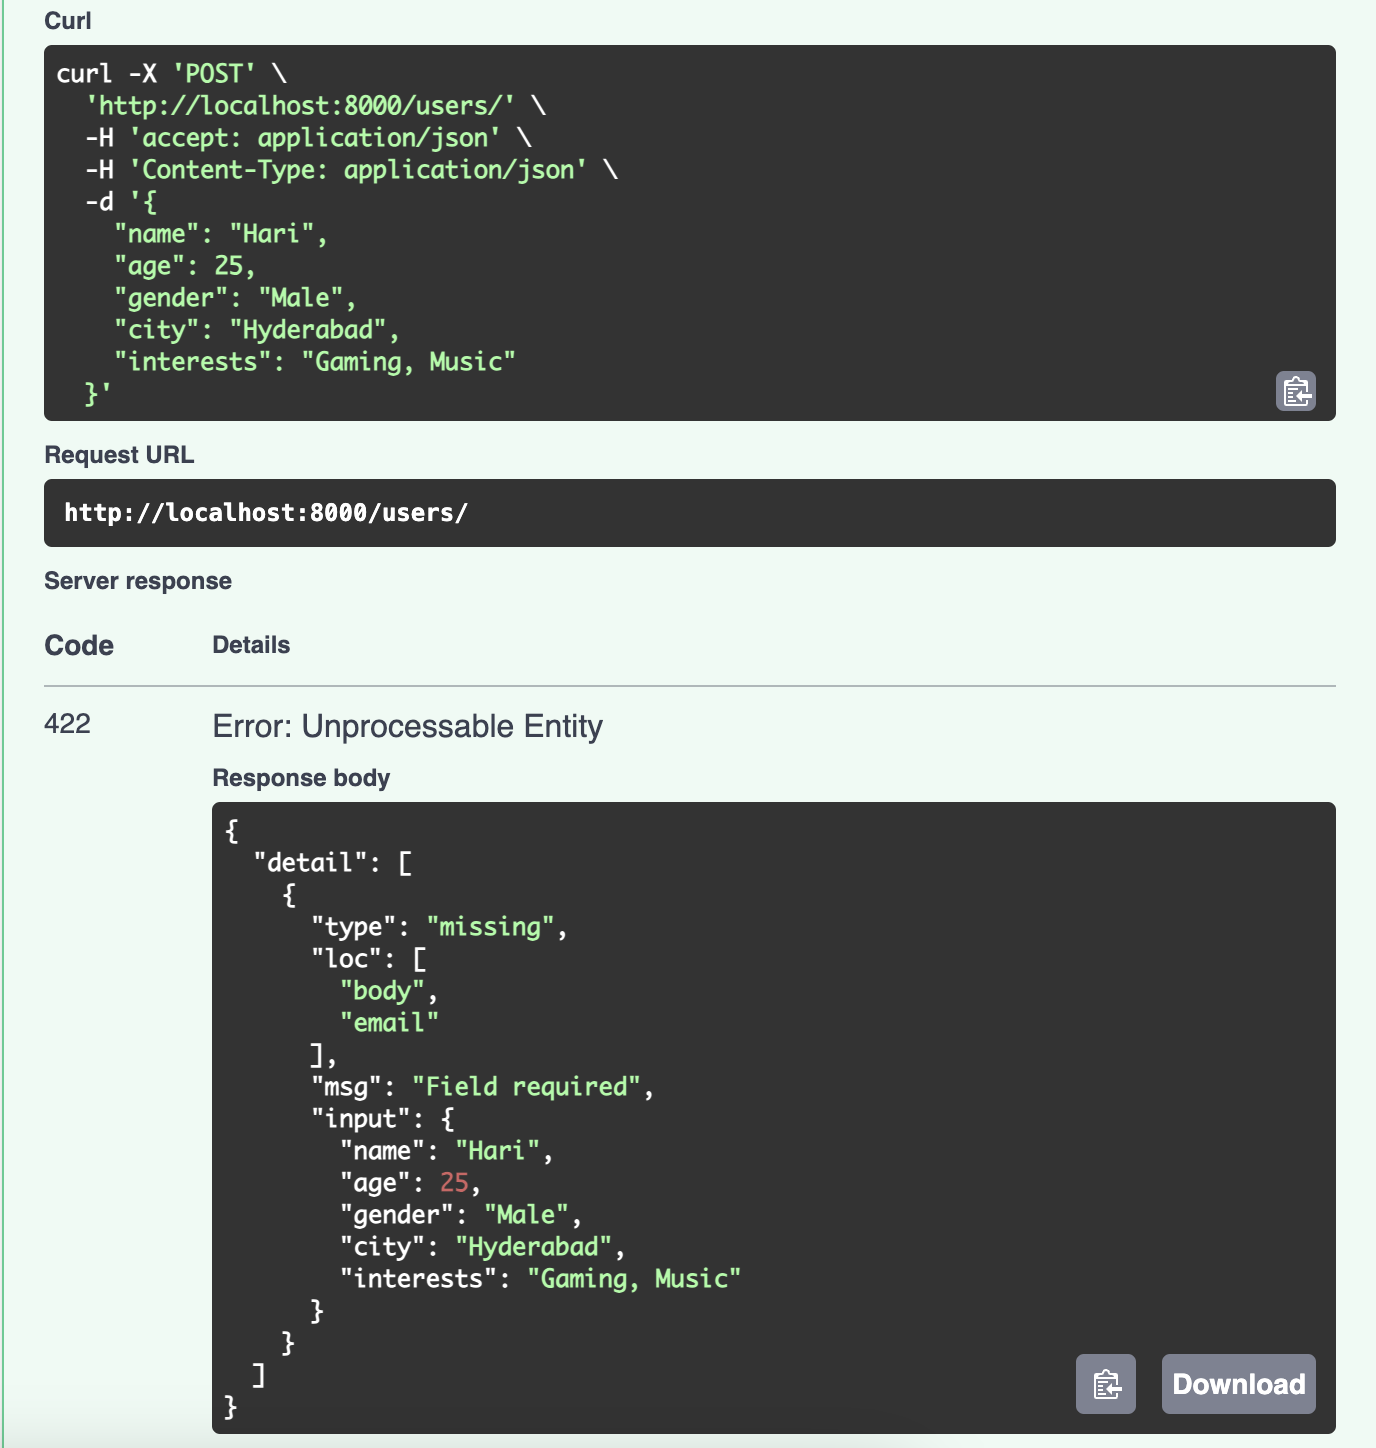 Curl
curl -X 'POST' \
  'http://localhost:8000/users/' \
  -H 'accept: application/json' \
  -H 'Content-Type: application/json' \
  -d '{
    "name": "Hari",
    "age": 25,
    "gender": "Male",
    "city": "Hyderabad",
    "interests": "Gaming, Music"
  }'
Request URL
http://localhost:8000/users/
Server response
Code Details
422 Error: Unprocessable Entity
Response body
{
  "detail": [
    {
      "type": "missing",
      "loc": [
        "body",
        "email"
      ],
      "msg": "Field required",
      "input": {
        "name": "Hari",
        "age": 25,
        "gender": "Male",
        "city": "Hyderabad",
        "interests": "Gaming, Music"
      }
    }
  ]
}
Download